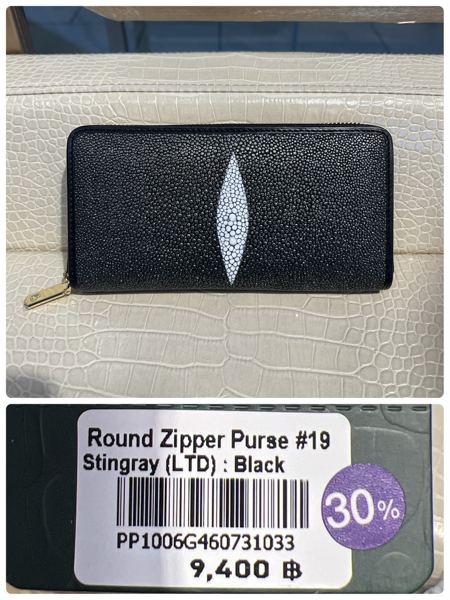 Round Zipper Purse #19
Stingray (LTD) : Black
30%
PP1006G460731033
9,400 ฿